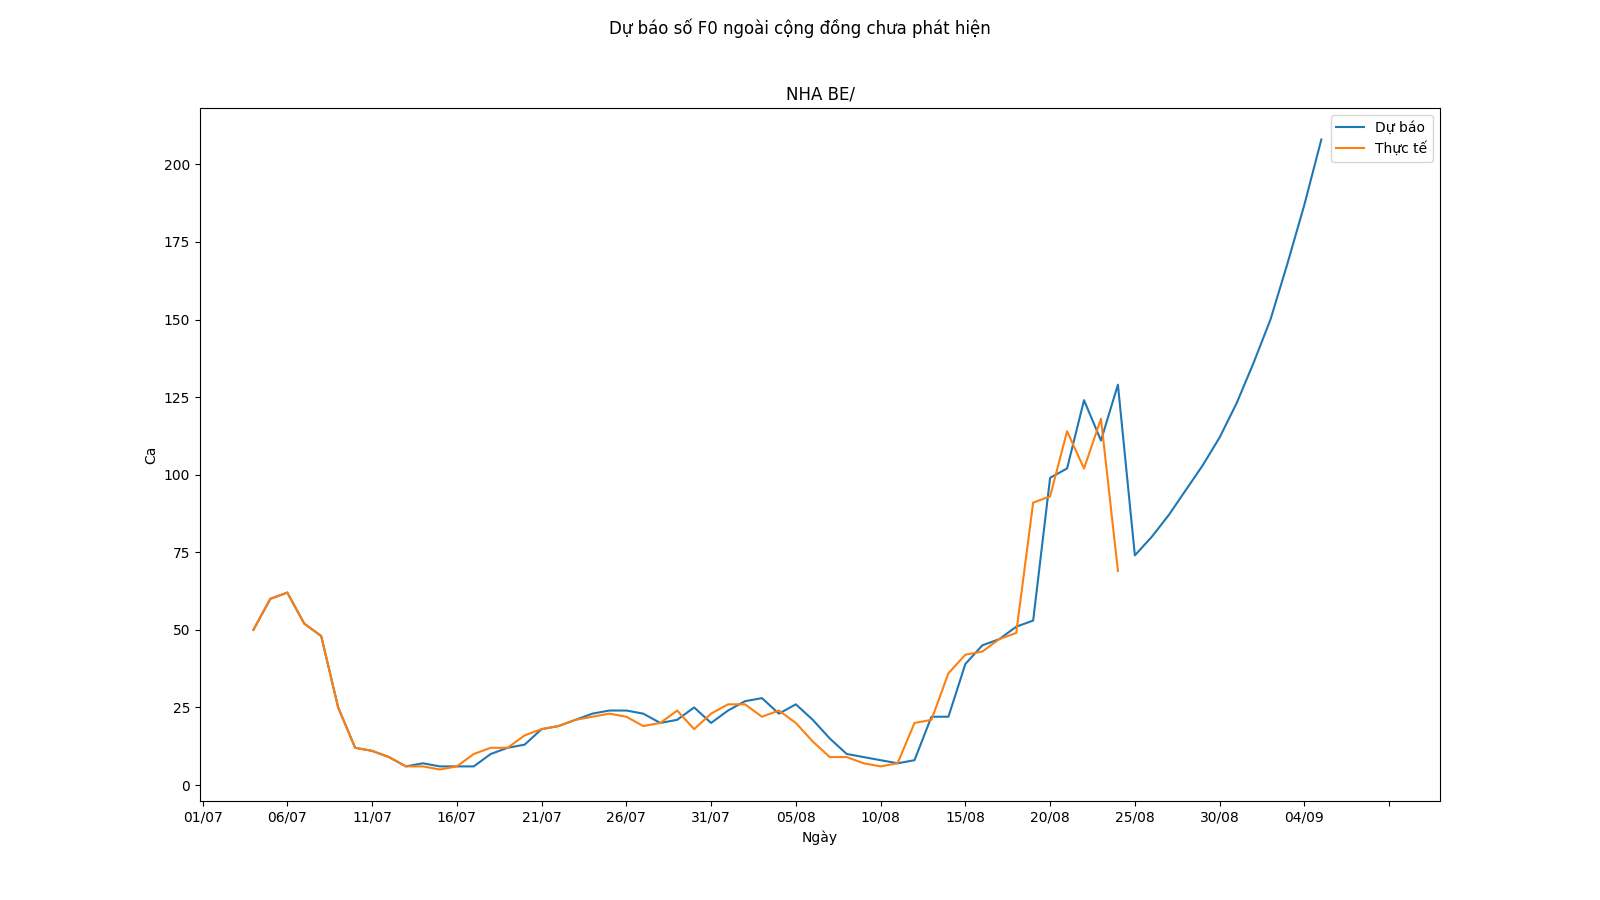 Dự báo số F0 ngoài cộng đồng chưa phát hiện
NHA BE/
Dự báo
Thực tế
200
175
150
125
100
75
50
25
0
Ca
01/07 06/07 11/07 16/07 21/07 26/07 31/07 05/08 10/08 15/08 20/08 25/08 30/08 04/09
Ngày